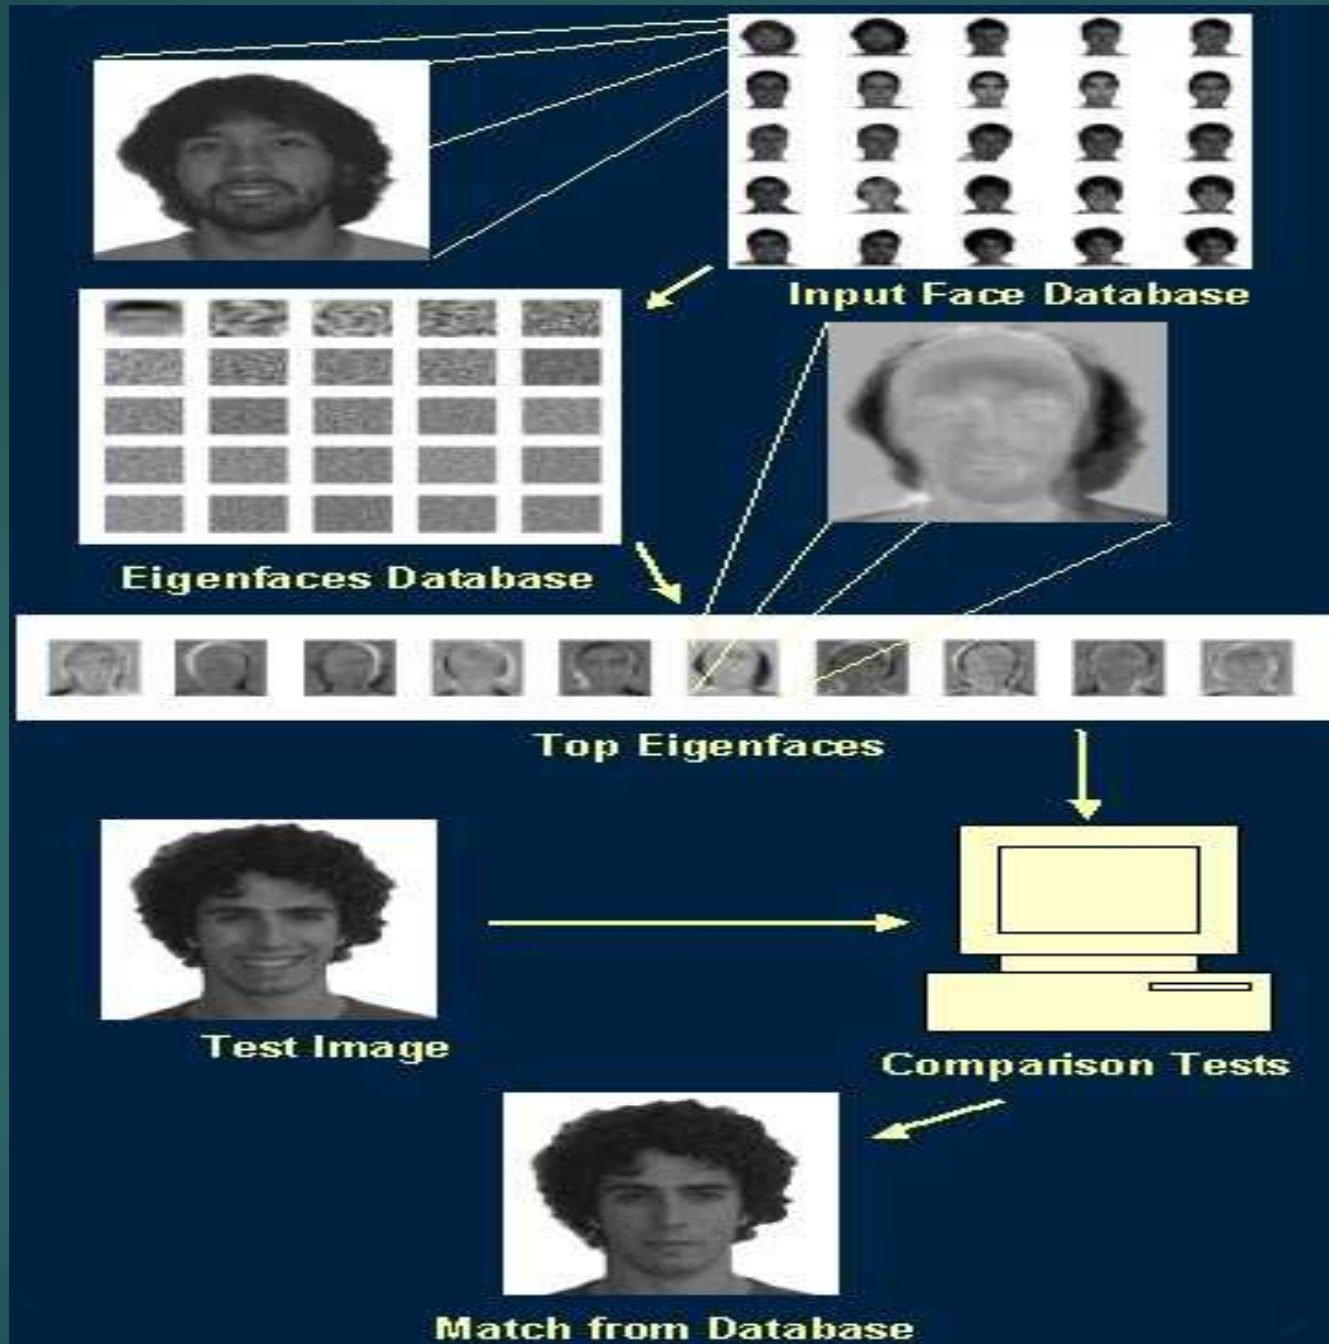 Input Face Database
Eigenfaces Database
Top Eigenfaces
Test Image
Comparison Tests
Match from Database